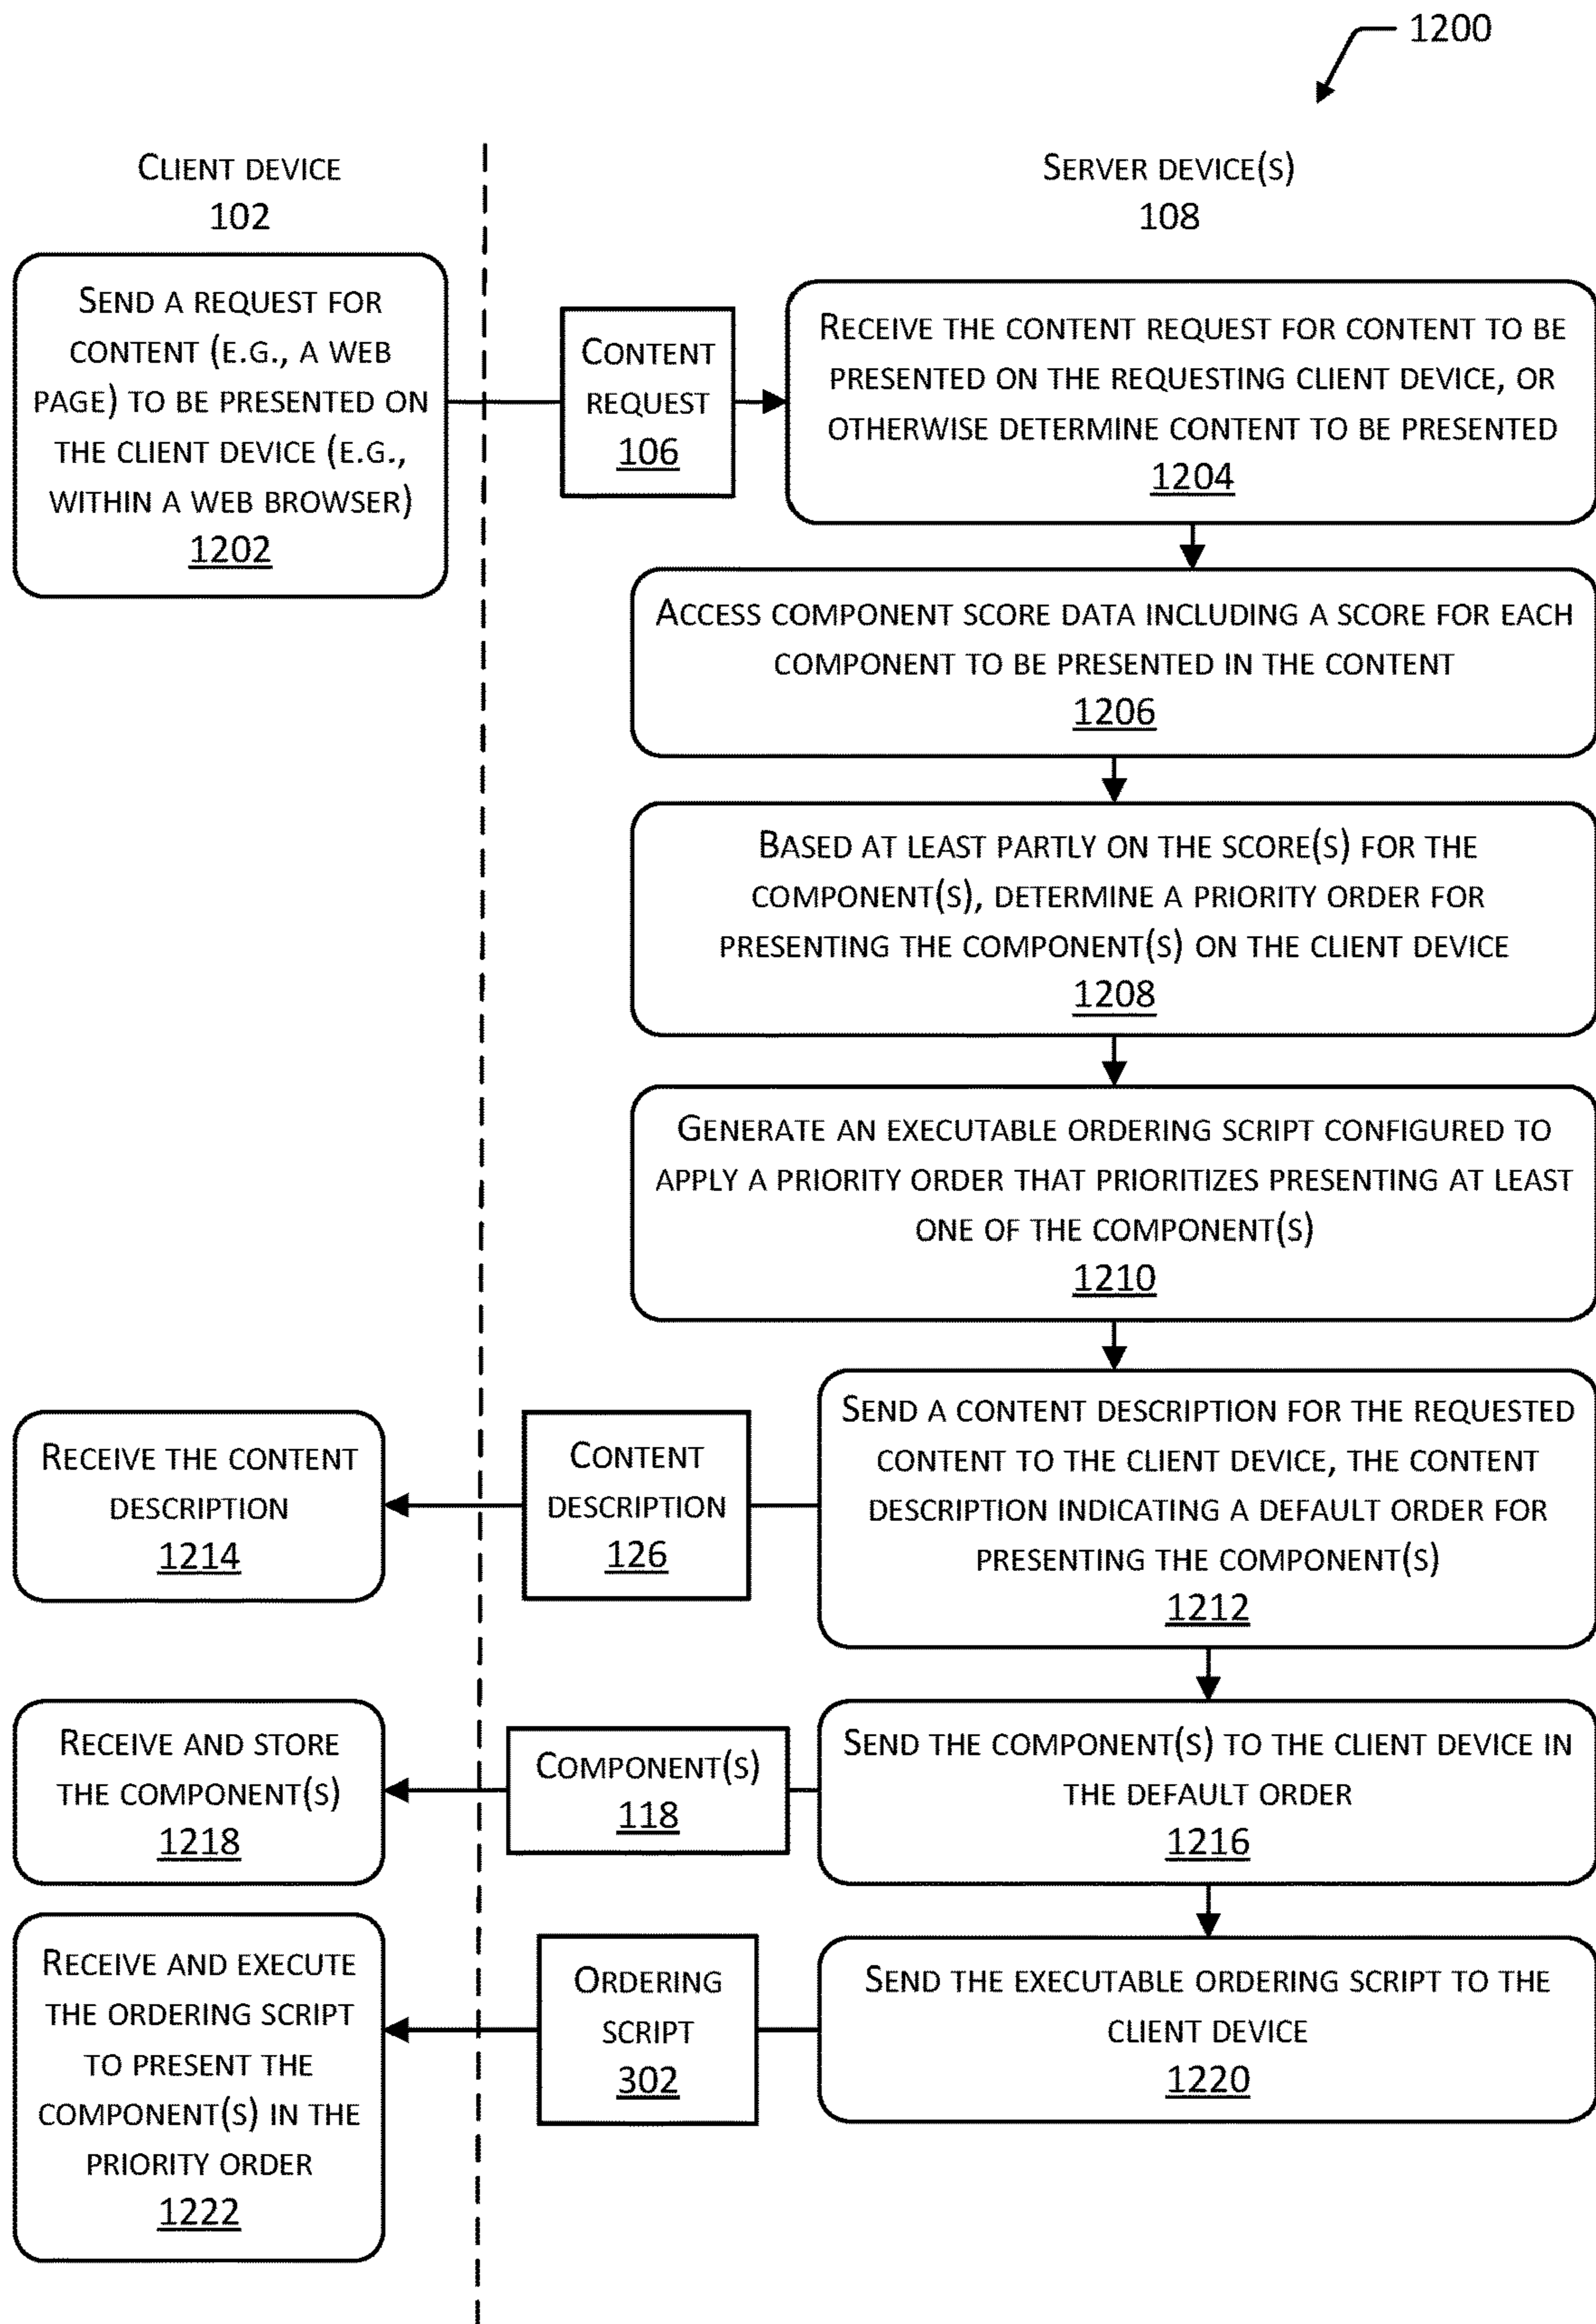 1200
Client device
102
Server device(s)
108
Send a request for
content (e.g., a web
page) to be presented on
the client device (e.g.,
within a web browser)
1202
Content
request
106
Receive the content request for content to be
presented on the requesting client device, or
otherwise determine content to be presented
1204
Access component score data including a score for each
component to be presented in the content
1206
Based at least partly on the score(s) for the
component(s), determine a priority order for
presenting the component(s) on the client device
1208
Generate an executable ordering script configured to
apply a priority order that prioritizes presenting at least
one of the component(s)
1210
Send a content description for the requested
content to the client device, the content
description indicating a default order for
presenting the component(s)
1212
Content
description
126
Receive the content
description
1214
Send the component(s) to the client device in
the default order
1216
Component(s)
118
Receive and store
the component(s)
1218
Send the executable ordering script to the
client device
1220
Ordering
script
302
Receive and execute
the ordering script
to present the
component(s) in the
priority order
1222